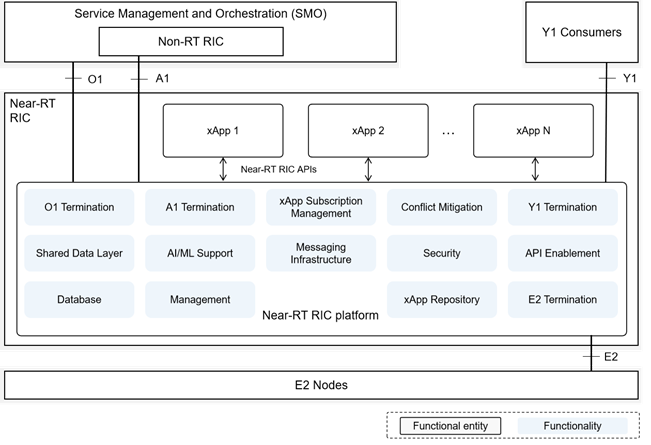 Service Management and Orchestration (SMO)
Non-RT RIC
Y1 Consumers
O1
A1
Y1
Near-RT
RIC
xApp 1
xApp 2
...
xApp N
Near-RT RIC APIs
O1 Termination
A1 Termination
xApp Subscription
Management
Conflict Mitigation
Y1 Termination
Shared Data Layer
AI/ML Support
Messaging
Infrastructure
Security
API Enablement
Database
Management
xApp Repository
E2 Termination
Near-RT RIC platform
E2
E2 Nodes
Functional entity
Functionality